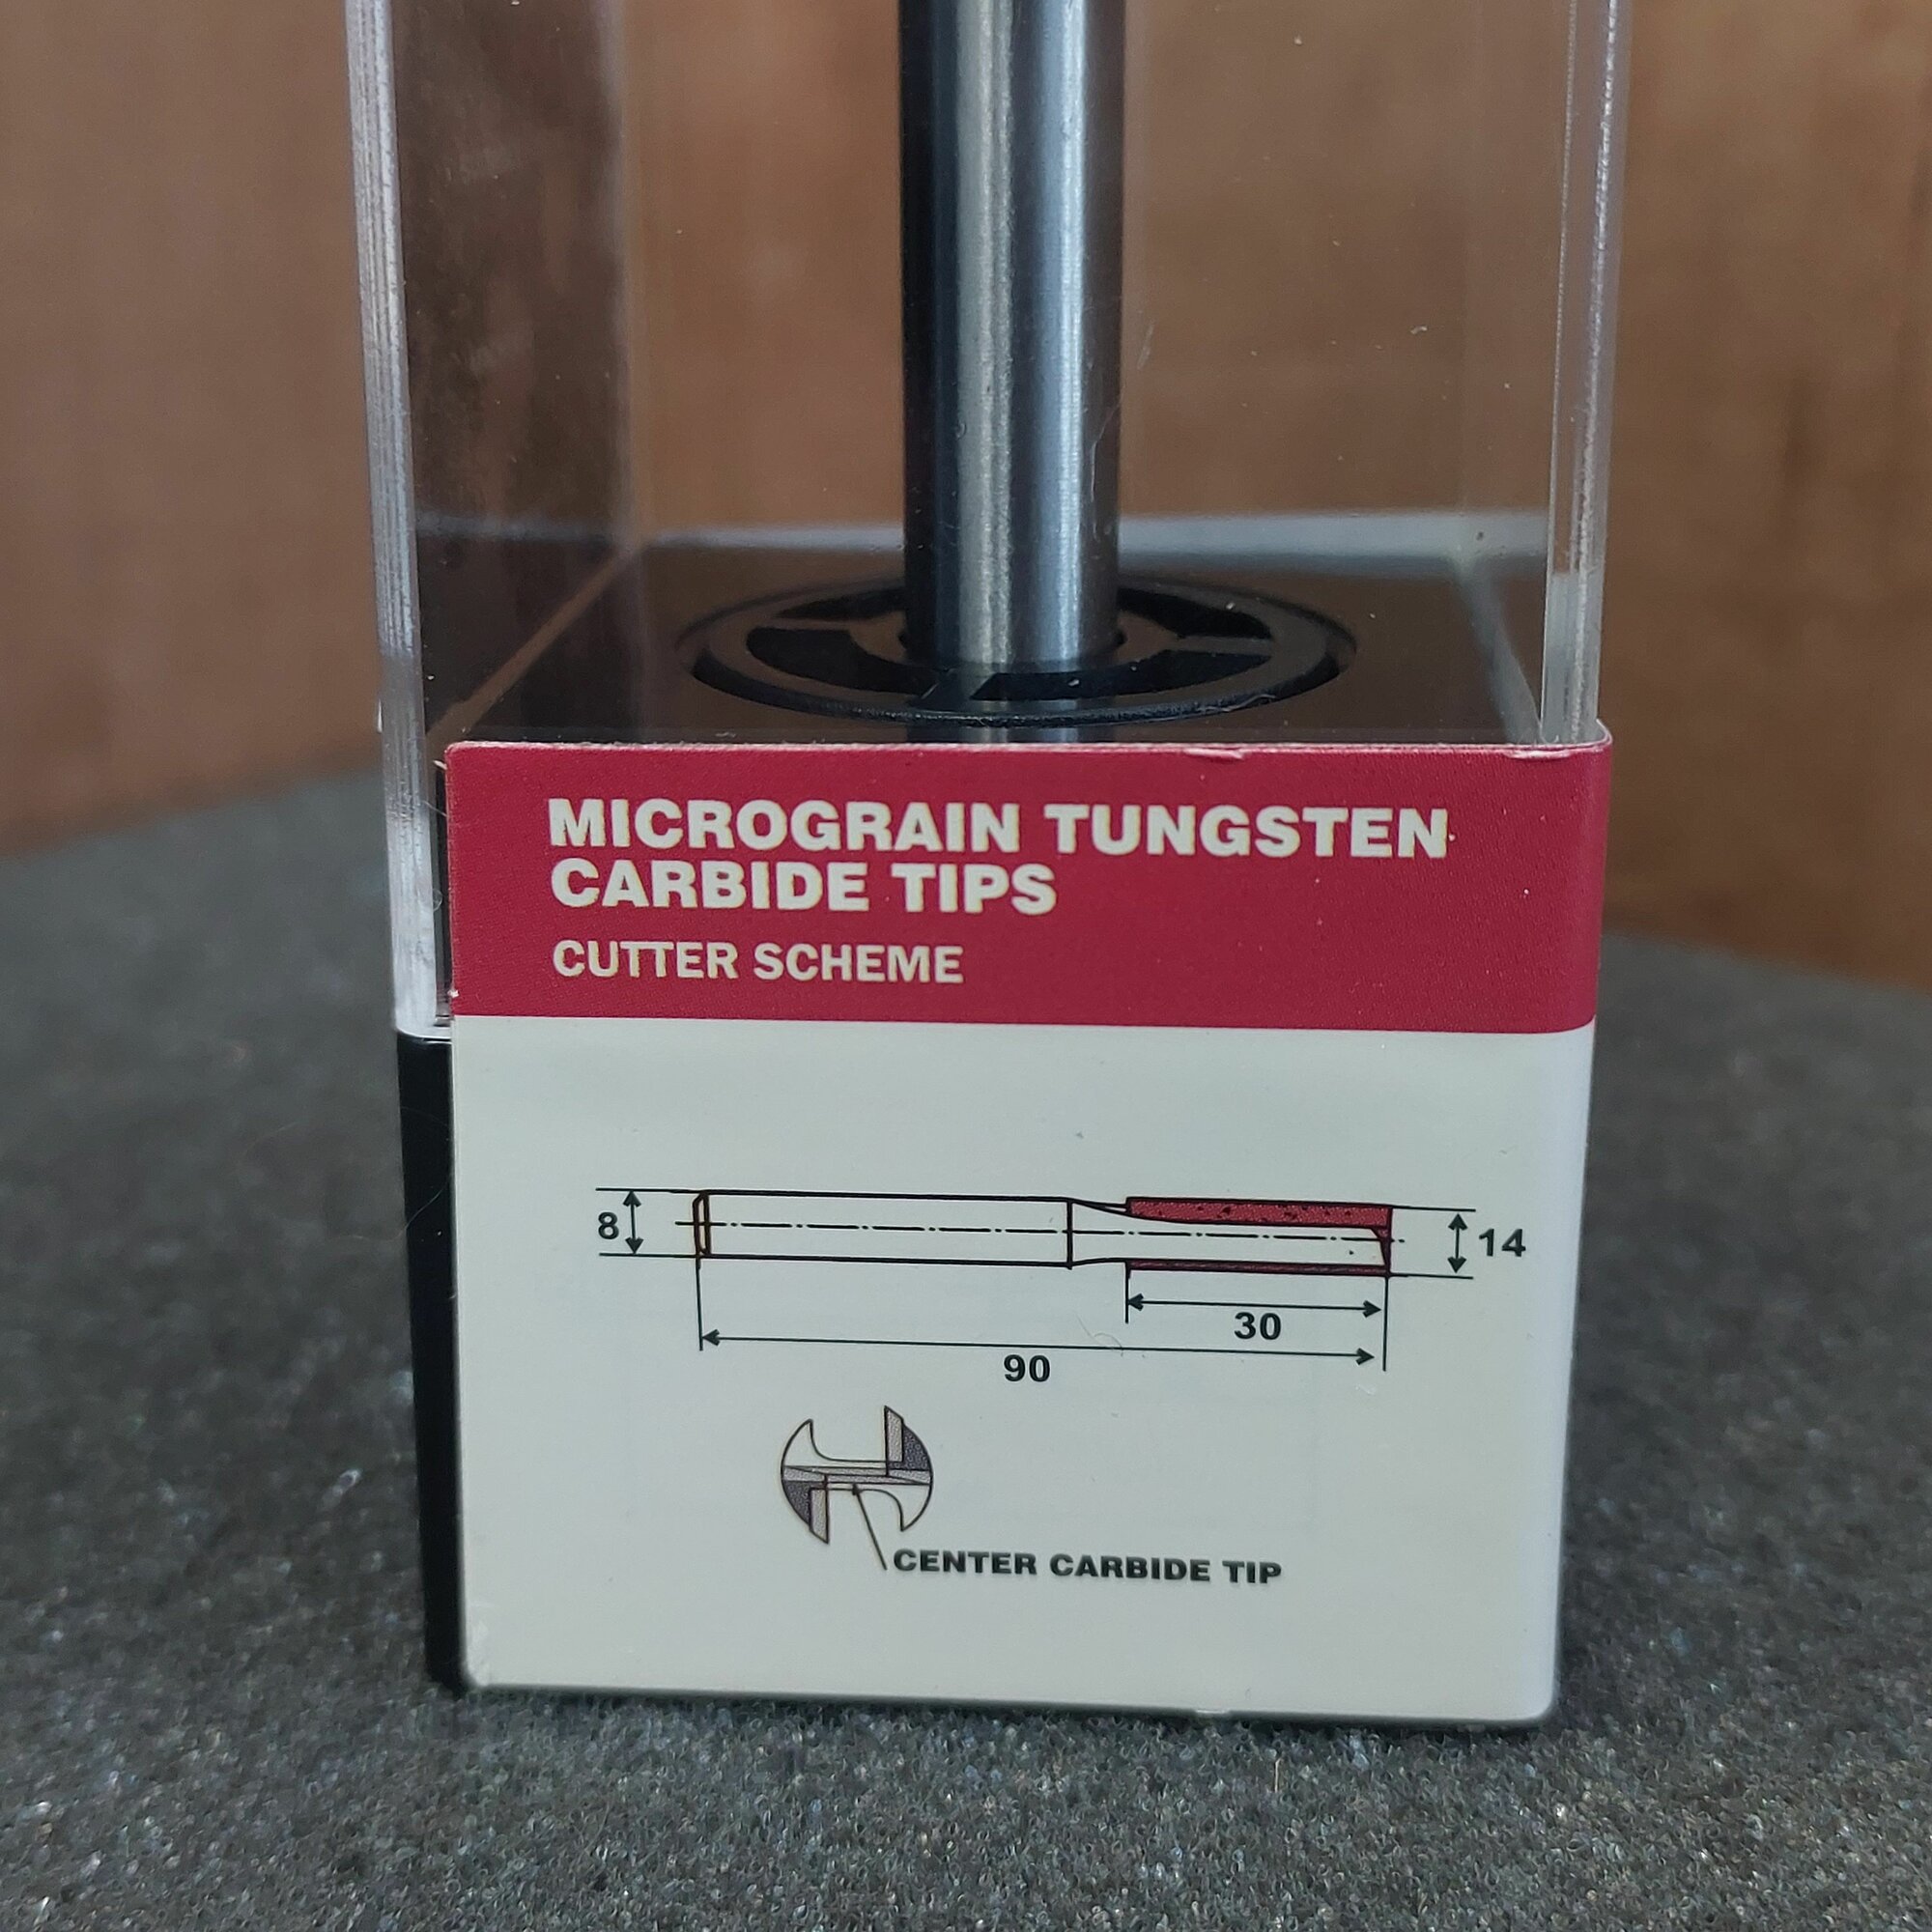 MICROGRAIN TUNGSTEN
CARBIDE TIPS
CUTTER SCHEME
8
14
30
90
CENTER CARBIDE TIP